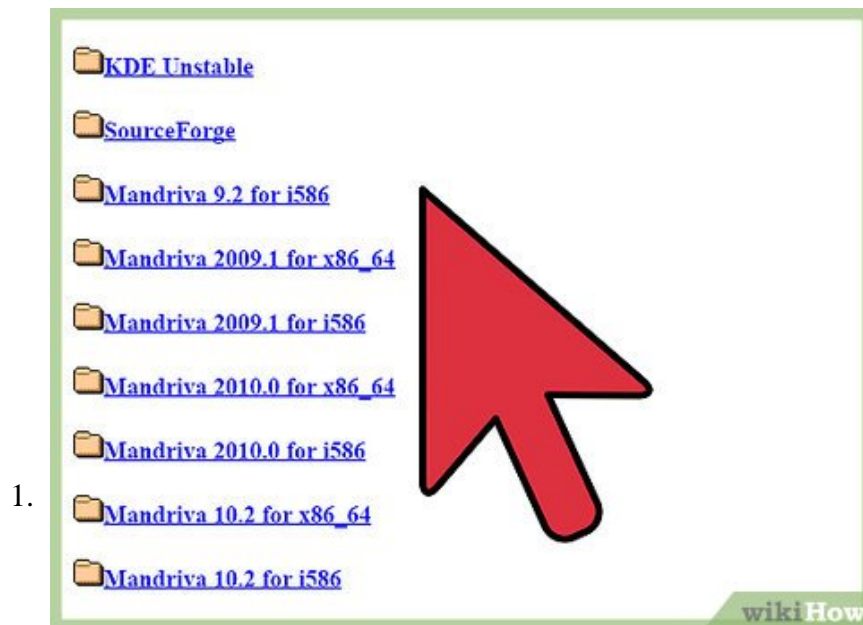 KDE Unstable
SourceForge
Mandriva 9.2 for i586
Mandriva 2009.1 for x86_64
Mandriva 2009.1 for i586
Mandriva 2010.0 for x86_64
Mandriva 2010.0 for i586
1.
Mandriva 10.2 for x86_64
Mandriva 10.2 for i586
wikiHow